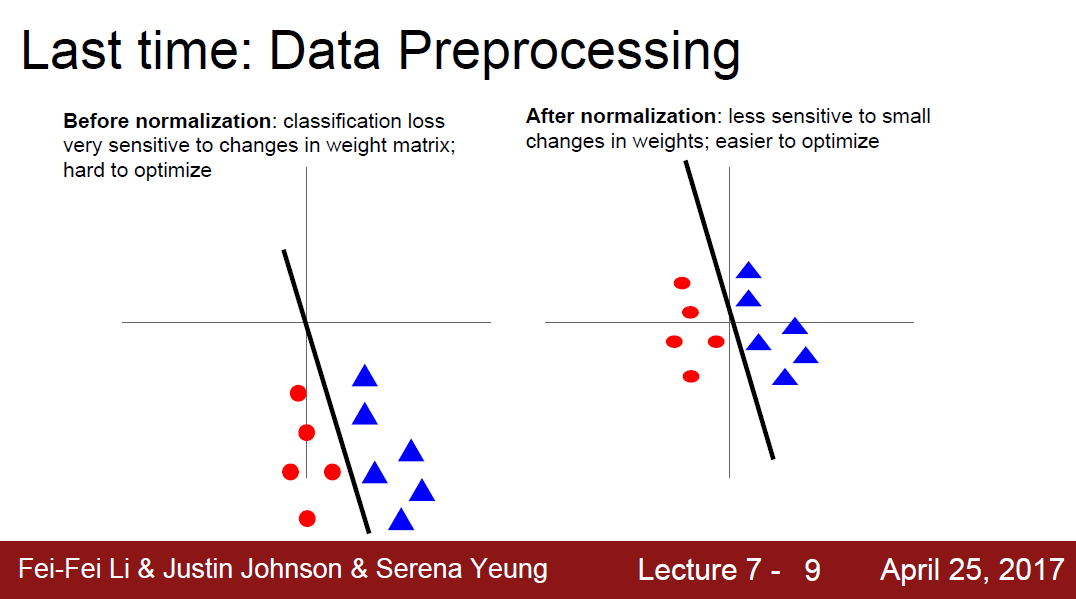 Last time: Data Preprocessing
Before normalization: classification loss
very sensitive to changes in weight matrix;
hard to optimize
After normalization: less sensitive to small
changes in weights; easier to optimize
Fei-Fei Li & Justin Johnson & Serena Yeung
Lecture 7 - 9
April 25, 2017